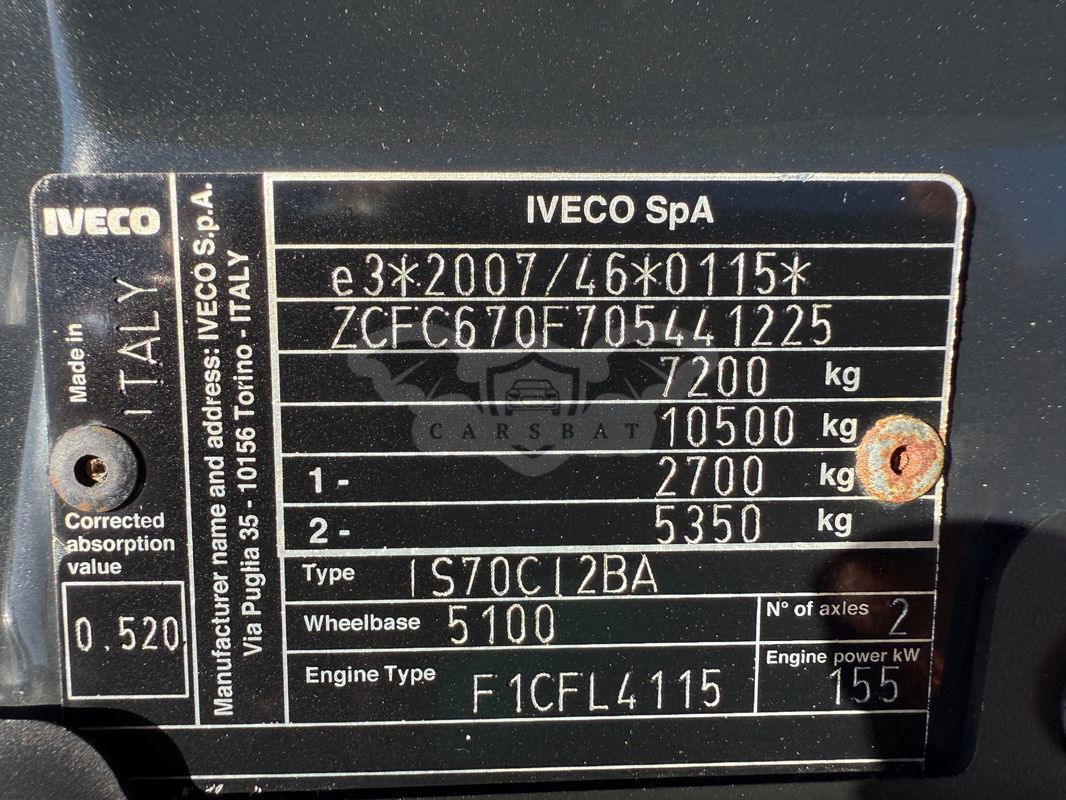 IVECO
Made in ITALY
Corrected
absorption
value
0.520
Manufacturer name and address: IVECO S.p.A.
Via Puglia 35 - 10156 Torino - ITALY
IVECO SpA
e3*2007/46*0115*
ZCFC670F705441225
7200 kg
10500 kg
1- 2700 kg
2- 5350 kg
Type IS70CI2BA
Wheelbase 5100
N° of axles 2
Engine Type F1CFL4115
Engine power kW
155
CARSBAT